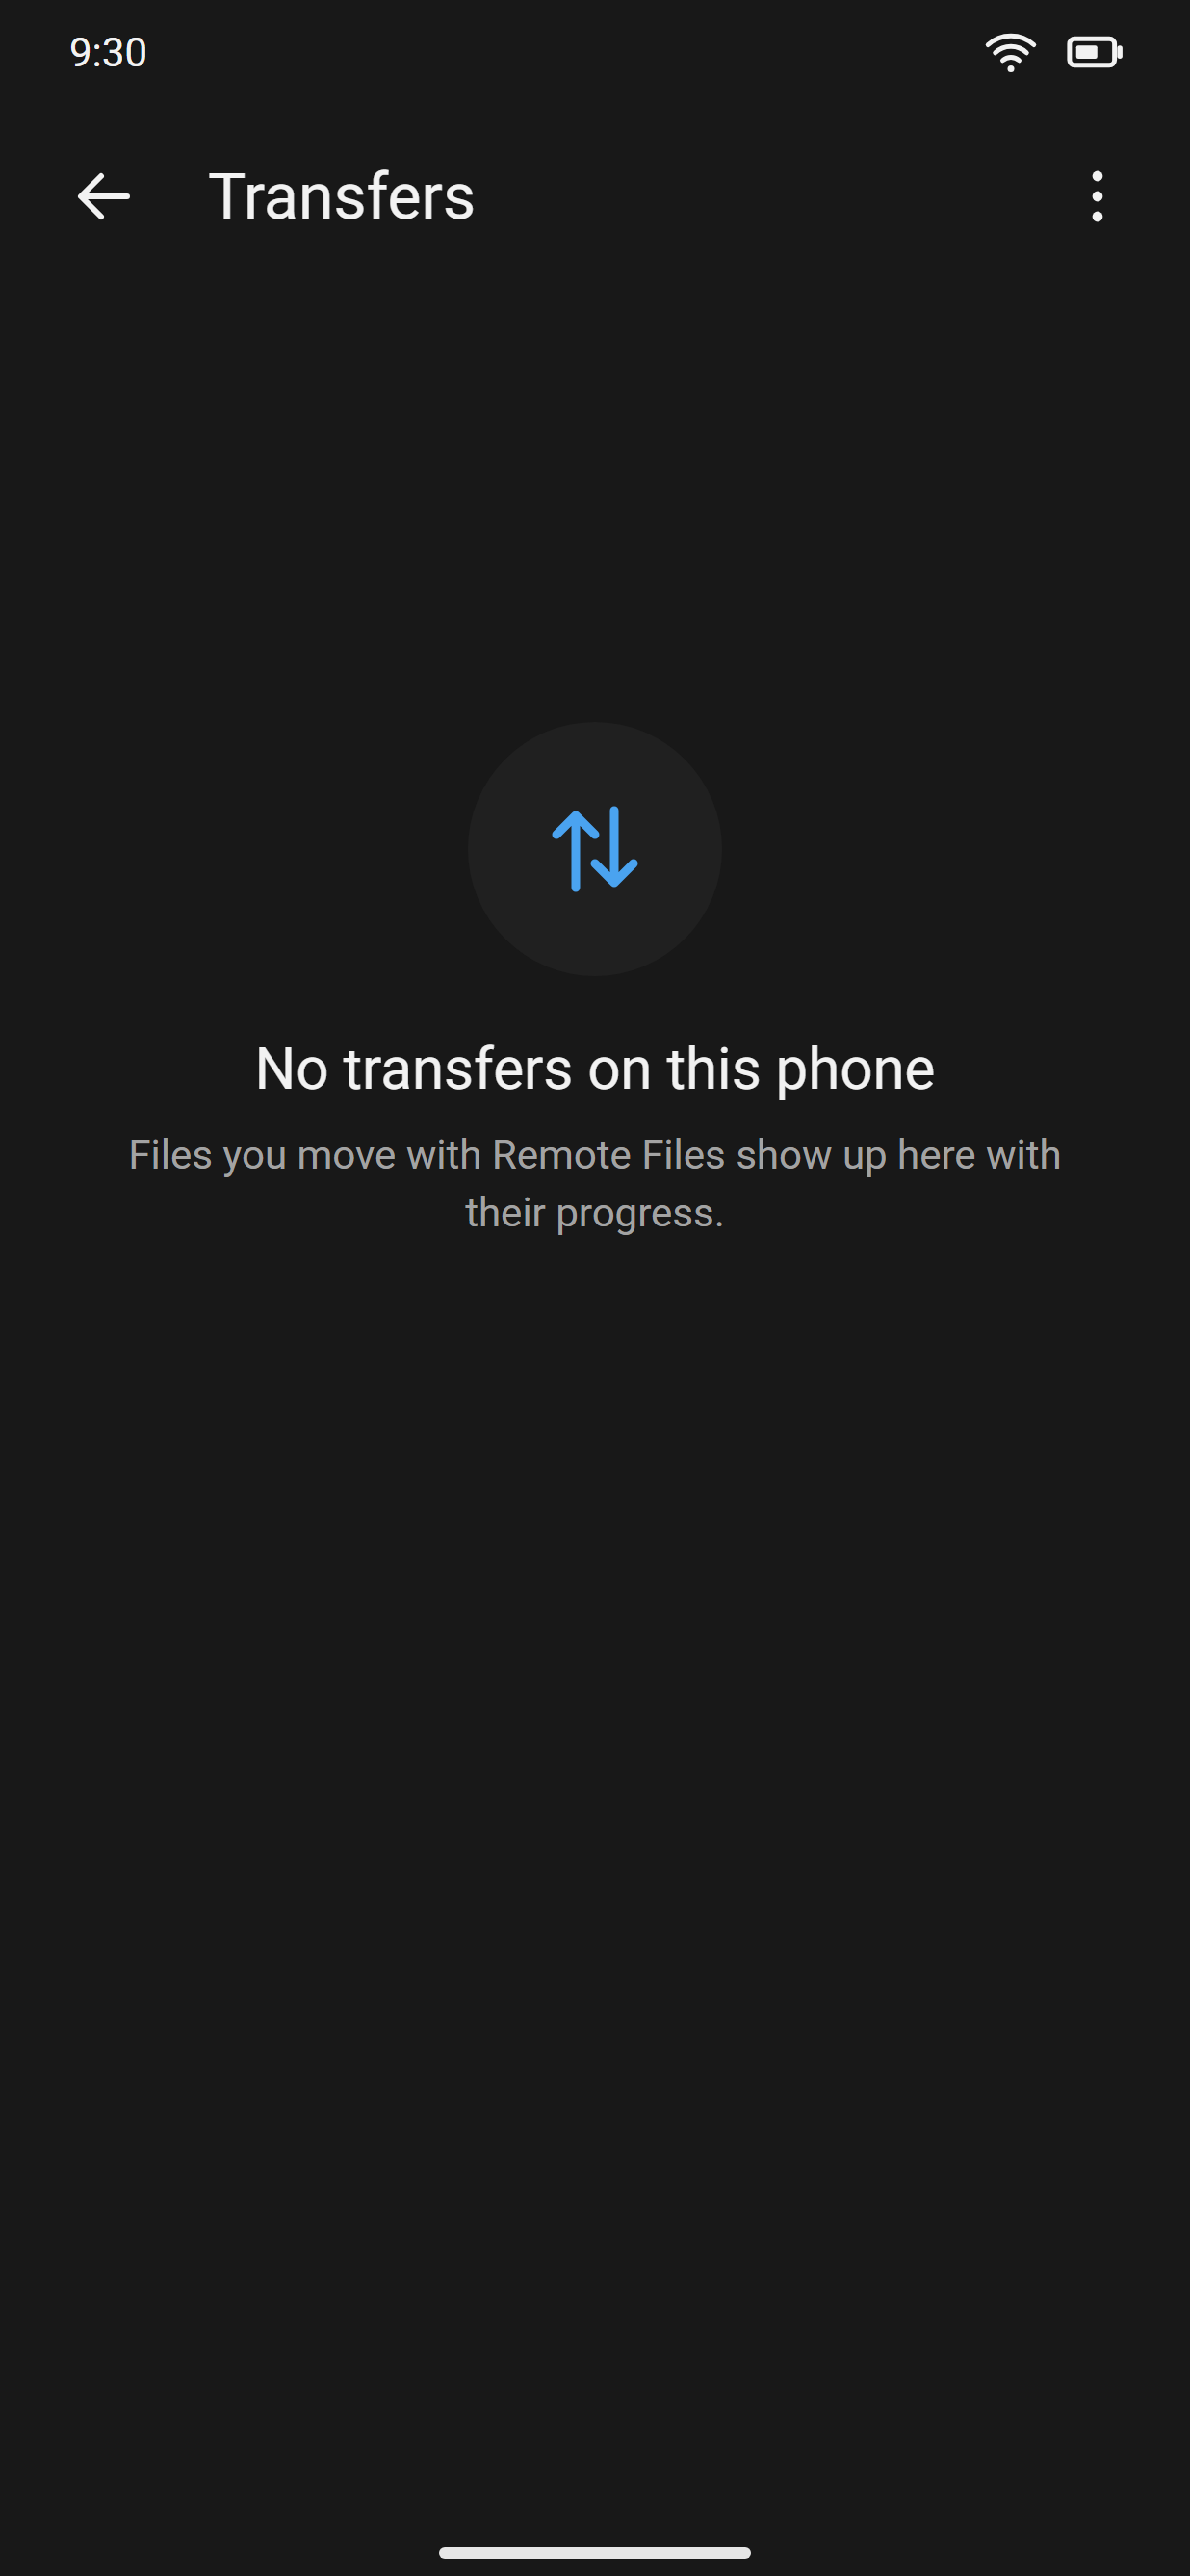 9:30
Transfers
No transfers on this phone
Files you move with Remote Files show up here with
their progress.